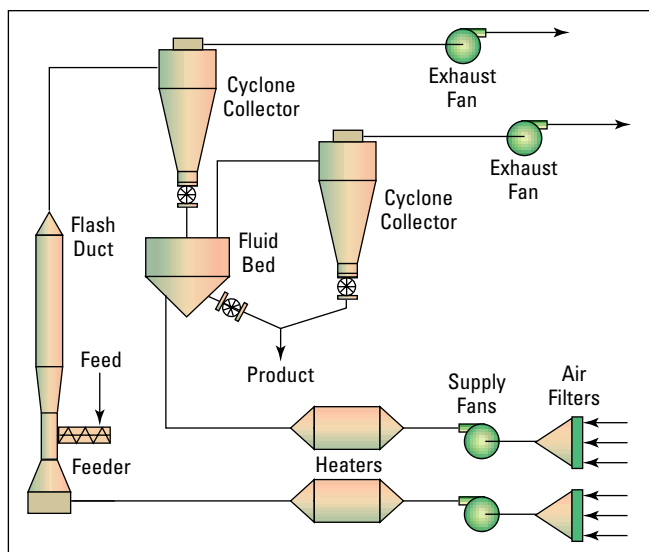 Cyclone
Collector
Exhaust
Fan
Cyclone
Collector
Exhaust
Fan
Flash
Duct
Fluid
Bed
Feed
Product
Supply
Fans
Air
Filters
Feeder
Heaters